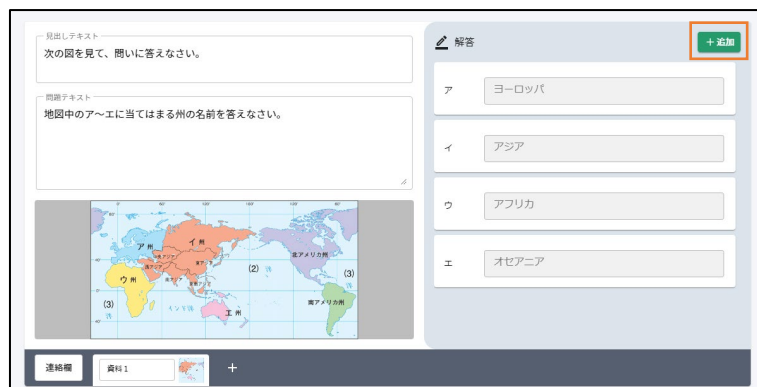 見出しテキスト
次の図を見て、問いに答えなさい。
問題テキスト
地図中のア～エに当てはまる州の名前を答えなさい。
ア 州
イ 州
ウ 州
エ 州
北アメリカ州
南アメリカ州
(2)
(3)
(3)
インド洋
解答
+ 追加
ア ヨーロッパ
イ アジア
ウ アフリカ
エ オセアニア
連絡欄
資料1
+